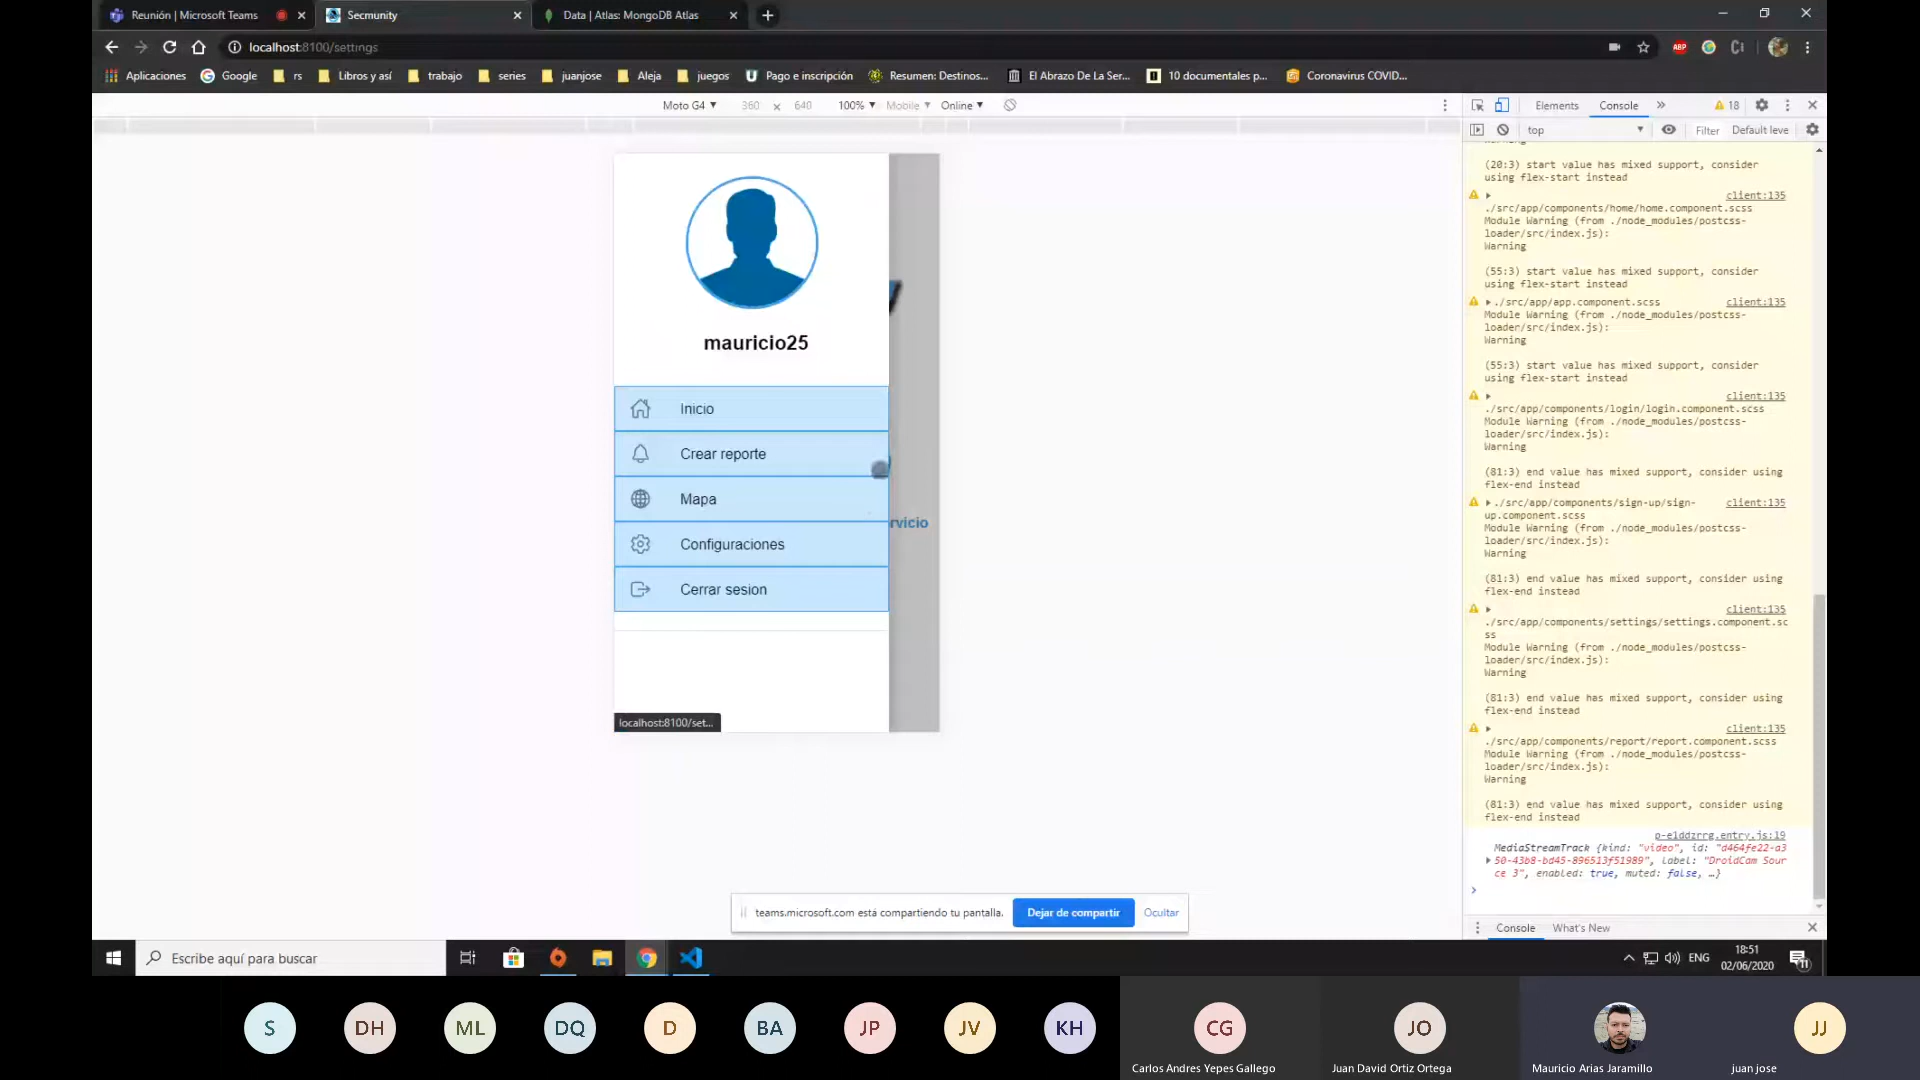 Reunión | Microsoft Teams
Secmunity
Data | Atlas: MongoDB Atlas
localhost:8100/settings
ABP
Aplicaciones
Google
rs
Libros y así
trabajo
series
juanjose
Aleja
juegos
Pago e inscripción
Resumen: Destinos...
El Abrazo De La Ser...
10 documentales p...
Coronavirus COVID...
Moto G4 ▼ 360 × 640 100% ▼ Mobile ▼ Online ▼
Elements
Console
18
top
Filter
Default leve
(20:3) start value has mixed support, consider
using flex-start instead
client:135
./src/app/components/home/home.component.scss
Module Warning (from ./node_modules/postcss-
loader/src/index.js):
Warning
(55:3) start value has mixed support, consider
using flex-start instead
./src/app/app.component.scss client:135
Module Warning (from ./node_modules/postcss-
loader/src/index.js):
Warning
(55:3) start value has mixed support, consider
using flex-start instead
client:135
./src/app/components/login/login.component.scss
Module Warning (from ./node_modules/postcss-
loader/src/index.js):
Warning
(81:3) end value has mixed support, consider using
flex-end instead
./src/app/components/sign-up/sign- client:135
up.component.scss
Module Warning (from ./node_modules/postcss-
loader/src/index.js):
Warning
(81:3) end value has mixed support, consider using
flex-end instead
client:135
./src/app/components/settings/settings.component.sc
ss
Module Warning (from ./node_modules/postcss-
loader/src/index.js):
Warning
(81:3) end value has mixed support, consider using
flex-end instead
client:135
./src/app/components/report/report.component.scss
Module Warning (from ./node_modules/postcss-
loader/src/index.js):
Warning
(81:3) end value has mixed support, consider using
flex-end instead
MediaStreamTrack {kind: "video", id: "d464fe22-a3
50-43b8-bd45-896513f51989", label: "DroidCam Sour
ce 3", enabled: true, muted: false, …}
Console
What's New
mauricio25
Inicio
Crear reporte
Mapa
Configuraciones
Cerrar sesion
rvicio
localhost:8100/set...
teams.microsoft.com está compartiendo tu pantalla.
Dejar de compartir
Ocultar
Escribe aquí para buscar
ENG
18:51
02/06/2020
S
DH
ML
DQ
D
BA
JP
JV
KH
CG
JO
JJ
Carlos Andres Yepes Gallego
Juan David Ortiz Ortega
Mauricio Arias Jaramillo
juan jose